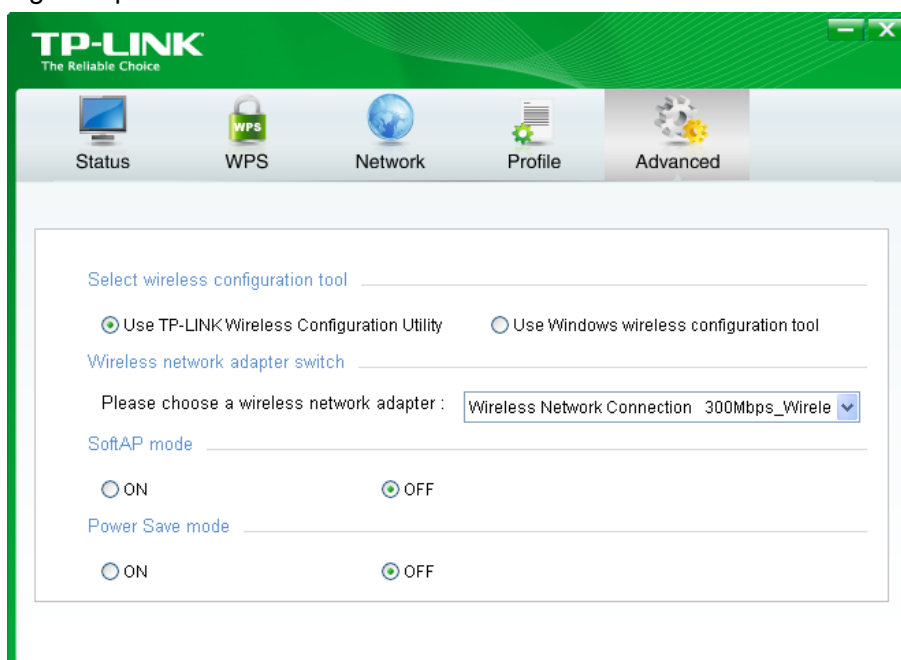 TP-LINK
The Reliable Choice
WPS
Status WPS Network Profile Advanced
Select wireless configuration tool
Use TP-LINK Wireless Configuration Utility Use Windows wireless configuration tool
Wireless network adapter switch
Please choose a wireless network adapter : Wireless Network Connection 300Mbps_Wirele
SoftAP mode
ON OFF
Power Save mode
ON OFF